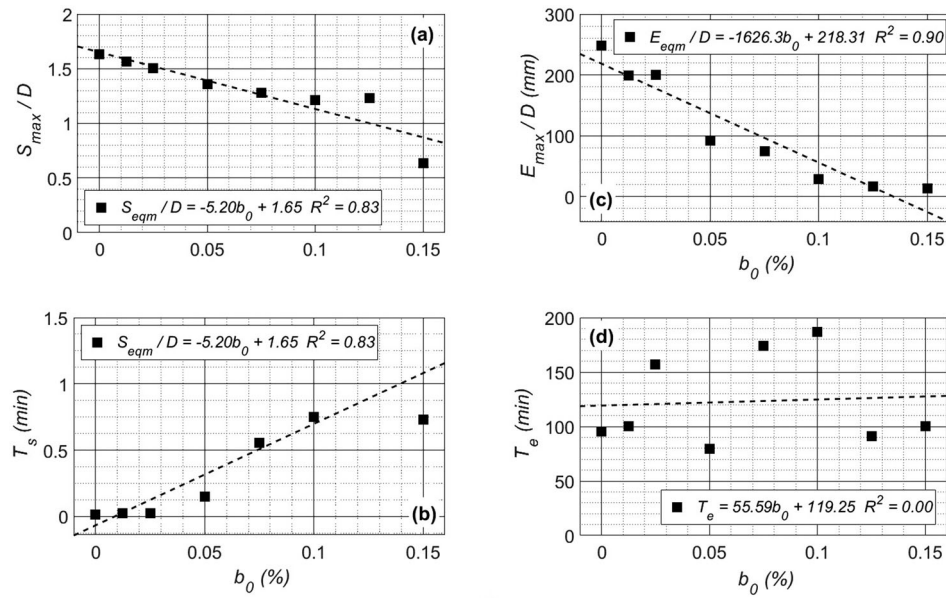 2
(a)
1.5
S_max / D
1
0.5
S_eqm / D = -5.20b_0 + 1.65 R^2 = 0.83
0
0 0.05 0.1 0.15
E_eqm / D = -1626.3b_0 + 218.31 R^2 = 0.90
200
E_max / D (mm)
100
(c)
0
0 0.05 0.1 0.15
b_0 (%)
S_eqm / D = -5.20b_0 + 1.65 R^2 = 0.83
1
T_s (min)
0.5
(b)
0
0 0.05 0.1 0.15
b_0 (%)
200
(d)
150
T_e (min)
100
50
T_e = 55.59b_0 + 119.25 R^2 = 0.00
0
0 0.05 0.1 0.15
b_0 (%)